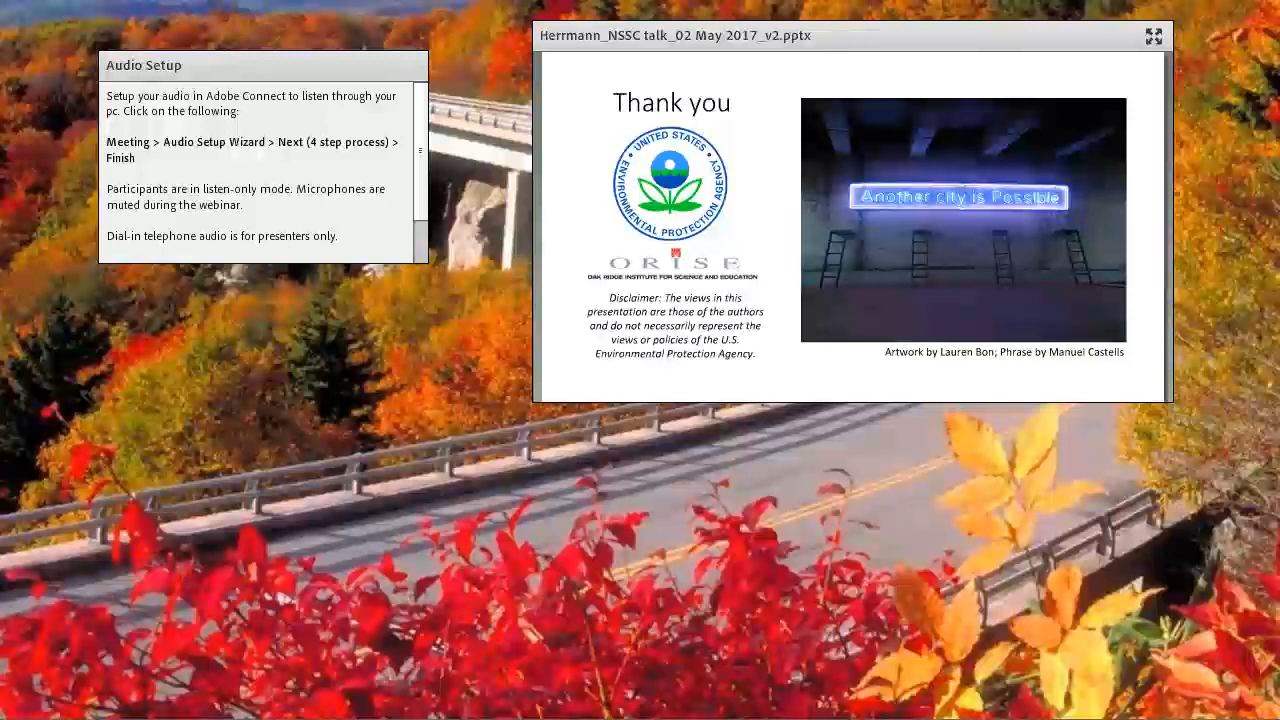 Audio Setup
Setup your audio in Adobe Connect to listen through your
pc. Click on the following:
Meeting > Audio Setup Wizard > Next (4 step process) >
Finish
Participants are in listen-only mode. Microphones are
muted during the event.
Dial-in telephone audio is for presenters only.
Herrmann_NSSC talk_02 May 2017_v2.pptx
Thank you
UNITED STATES
ENVIRONMENTAL PROTECTION AGENCY
ORISE
OAK RIDGE INSTITUTE FOR SCIENCE AND EDUCATION
Disclaimer: The views in this
presentation are those of the authors
and do not necessarily represent the
views or policies of the U.S.
Environmental Protection Agency.
Another city is Possible
Artwork by Lauren Bon; Phrase by Manuel Castells